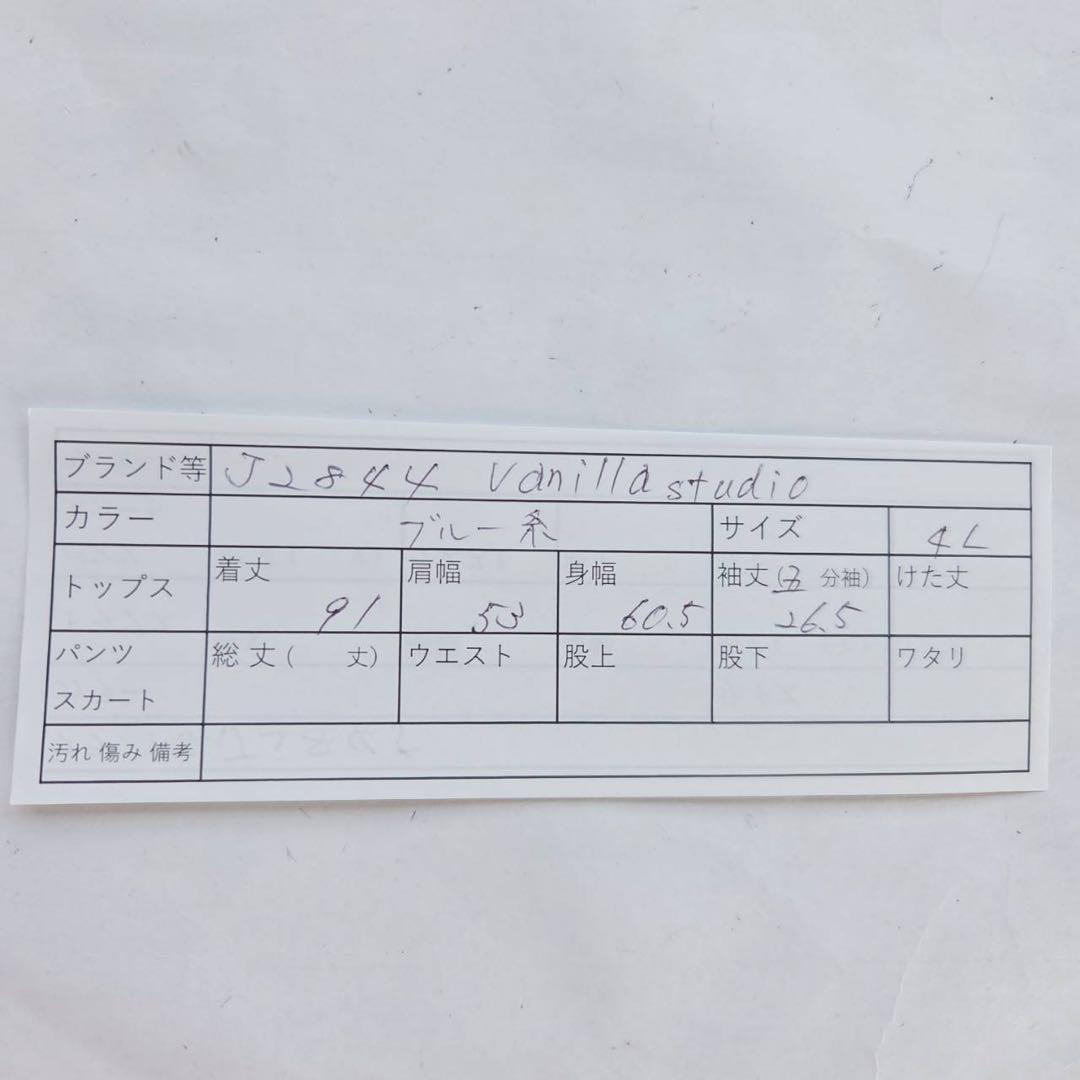 ブランド等 J2844 vanilla studio
カラー ブルー系 サイズ 4L
トップス 着丈 91 肩幅 53 身幅 60.5 袖丈(五 分袖) 26.5 けた丈
パンツ スカート 総丈( 丈) ウエスト 股上 股下 ワタリ
汚れ 傷み 備考